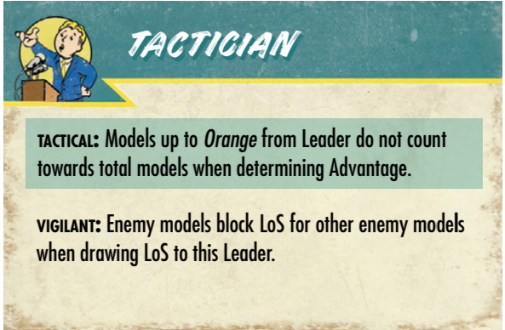 TACTICIAN
TACTICAL: Models up to Orange from Leader do not count
towards total models when determining Advantage.
VIGILANT: Enemy models block LoS for other enemy models
when drawing LoS to this Leader.